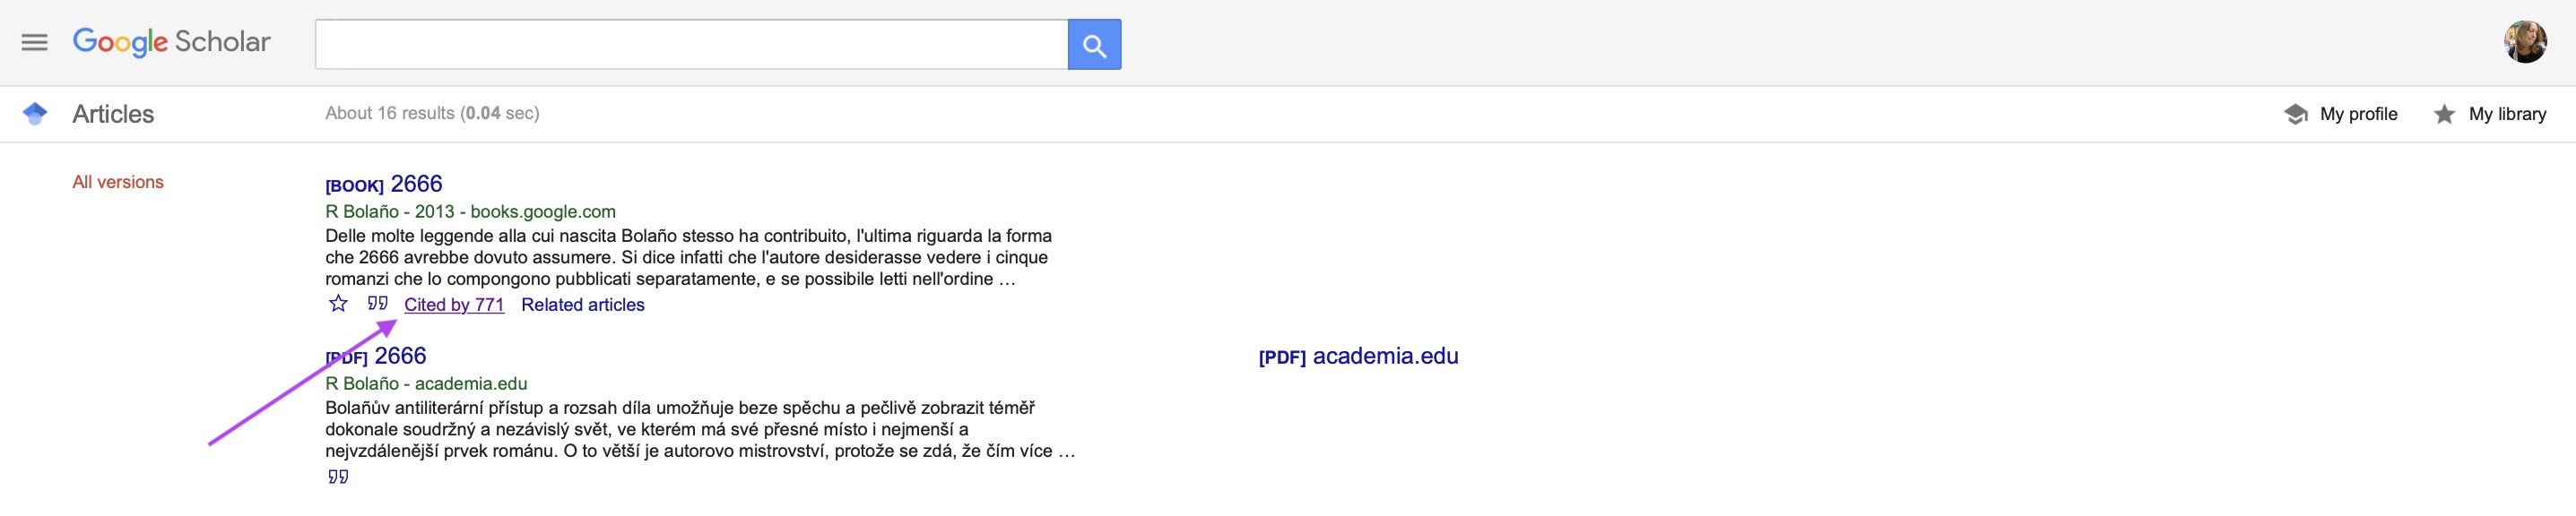 Google Scholar
Articles
About 16 results (0.04 sec)
My profile
My library
All versions
[BOOK] 2666
R Bolaño - 2013 - books.google.com
Delle molte leggende alla cui nascita Bolaño stesso ha contribuito, l'ultima riguarda la forma
che 2666 avrebbe dovuto assumere. Si dice infatti che l'autore desiderasse vedere i cinque
romanzi che lo compongono pubblicati separatamente, e se possibile letti nell'ordine …
Cited by 771 Related articles
[PDF] 2666
[PDF] academia.edu
R Bolaño - academia.edu
Bolañův antiliterární přístup a rozsah díla umožňuje beze spěchu a pečlivě zobrazit téměř
dokonale soudržný a nezávislý svět, ve kterém má své přesné místo i nejmenší a
nejvzdálenější prvek románu. O to větší je autorovo mistrovství, protože se zdá, že čím více …